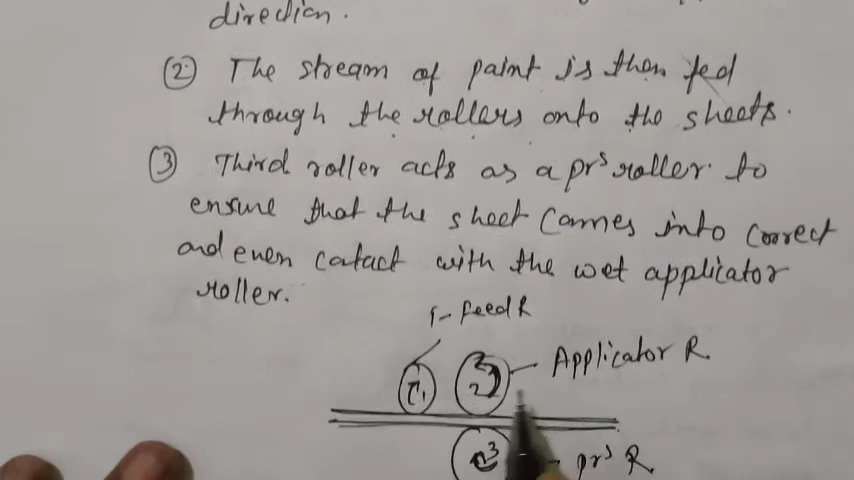 direction.
② The stream of paint is then fed
through the rollers onto the sheets.
③ Third roller acts as a prs roller to
ensure that the sheet comes into correct
and even catact with the wet applicator
roller.
1- Feed R
1
2
Applicator R
3
prs R